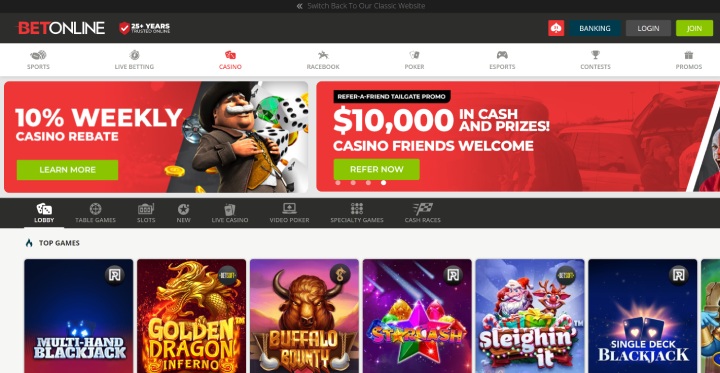 « Switch Back To Our Classic Website
BETONLINE
25+ YEARS
TRUSTED ONLINE
BANKING
LOGIN
JOIN
SPORTS
LIVE BETTING
CASINO
RACEBOOK
POKER
ESPORTS
CONTESTS
PROMOS
10% WEEKLY
CASINO REBATE
LEARN MORE
REFER-A-FRIEND TAILGATE PROMO
$10,000 IN CASH
AND PRIZES!
CASINO FRIENDS WELCOME
REFER NOW
LOBBY
TABLE GAMES
SLOTS
NEW
LIVE CASINO
VIDEO POKER
SPECIALTY GAMES
CASH RACES
TOP GAMES
MULTI-HAND
BLACKJACK
GOLDEN
DRAGON
INFERNO™
BUFFALO
BOUNTY
STARLASH
sleighin'
it™
SINGLE DECK
BLACKJACK